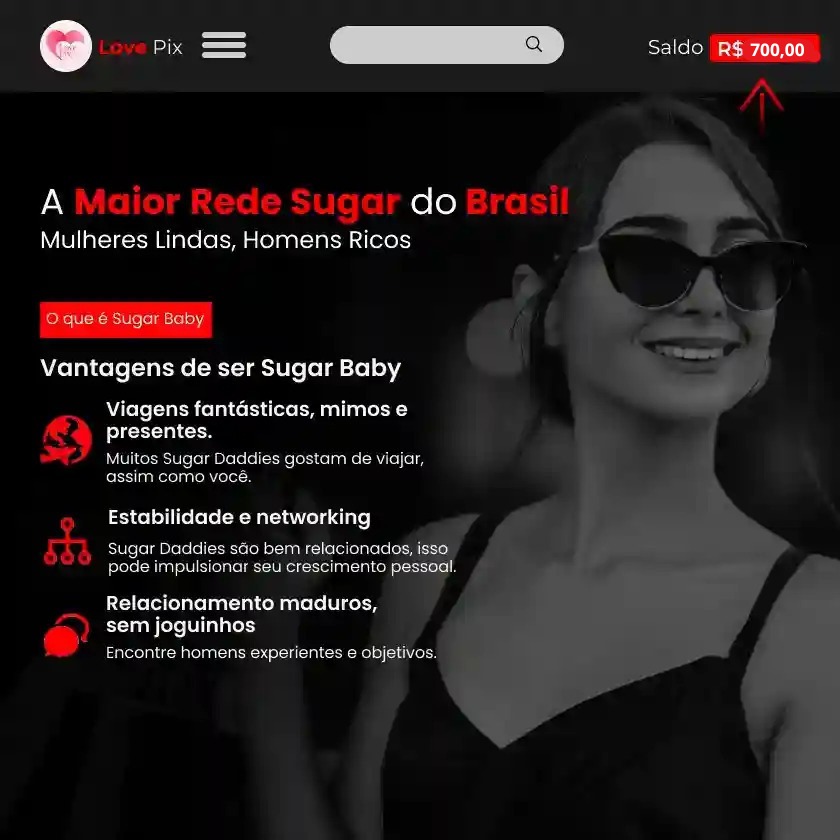 Love Pix
Saldo R$ 700,00
A Maior Rede Sugar do Brasil
Mulheres Lindas, Homens Ricos
O que é Sugar Baby
Vantagens de ser Sugar Baby
Viagens fantásticas, mimos e
presentes.
Muitos Sugar Daddies gostam de viajar,
assim como você.
Estabilidade e networking
Sugar Daddies são bem relacionados, isso
pode impulsionar seu crescimento pessoal.
Relacionamento maduros,
sem joguinhos
Encontre homens experientes e objetivos.